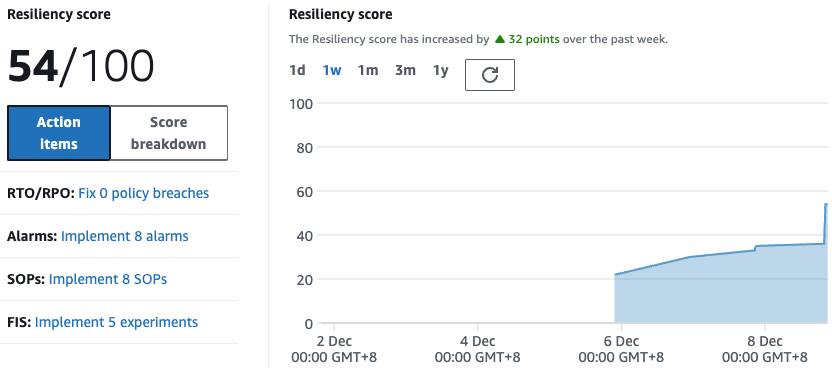 Resiliency score
54/100
Action
items
Score
breakdown
RTO/RPO: Fix 0 policy breaches
Alarms: Implement 8 alarms
SOPs: Implement 8 SOPs
FIS: Implement 5 experiments
Resiliency score
The Resiliency score has increased by ▲ 32 points over the past week.
1d 1w 1m 3m 1y
100
80
60
40
20
0
2 Dec
00:00 GMT+8
4 Dec
00:00 GMT+8
6 Dec
00:00 GMT+8
8 Dec
00:00 GMT+8